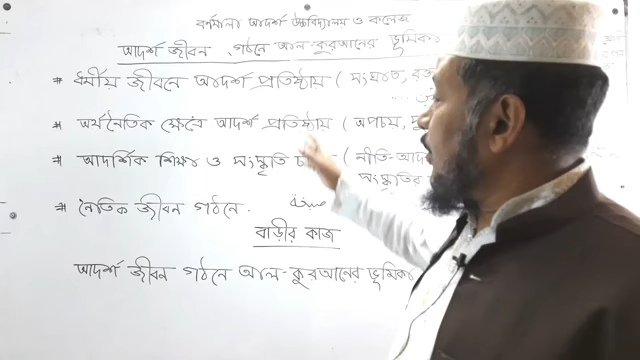 বর্ণমালা আদর্শ উচ্চবিদ্যালয় ও কলেজ
আদর্শ জীবন গঠনে আল-কুরআনের ভূমিকা
# ধর্মীয় জীবনে আদর্শ প্রতিষ্ঠায় (সংঘাত,
# অর্থনৈতিক ক্ষেত্রে আদর্শ প্রতিষ্ঠায় (অপচয়,
# আদর্শিক শিক্ষা ও সংস্কৃতি (নীতি-আদ
সংস্কৃতির
# নৈতিক জীবন গঠনে.
বাড়ীর কাজ
আদর্শ জীবন গঠনে আল-কুরআনের ভূমিকা